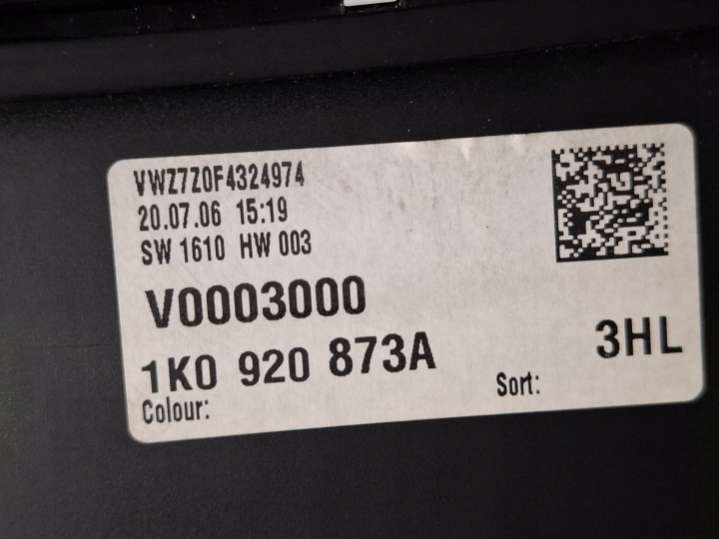 VWZ7Z0F4324974
20.07.06 15:19
SW 1610 HW 003
V0003000
1K0 920 873A
3HL
Colour:
Sort: